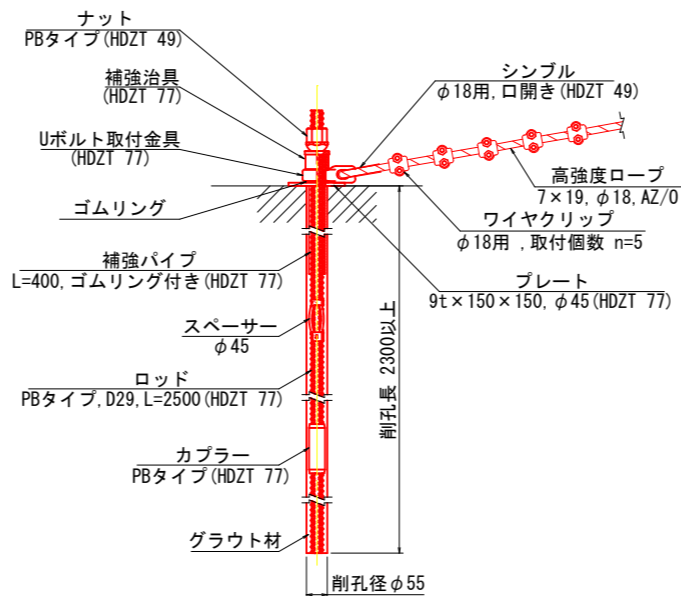 ナット
PBタイプ(HDZT 49)
補強治具
(HDZT 77)
Uボルト取付金具
(HDZT 77)
ゴムリング
補強パイプ
L=400,ゴムリング付き(HDZT 77)
スペーサー
φ45
ロッド
PBタイプ,D29,L=2500(HDZT 77)
カプラー
PBタイプ(HDZT 77)
グラウト材
シンブル
φ18用,口開き(HDZT 49)
高強度ロープ
7×19,φ18,AZ/0
ワイヤクリップ
φ18用 ,取付個数 n=5
プレート
9t×150×150,φ45(HDZT 77)
削孔長 2300以上
削孔径φ55